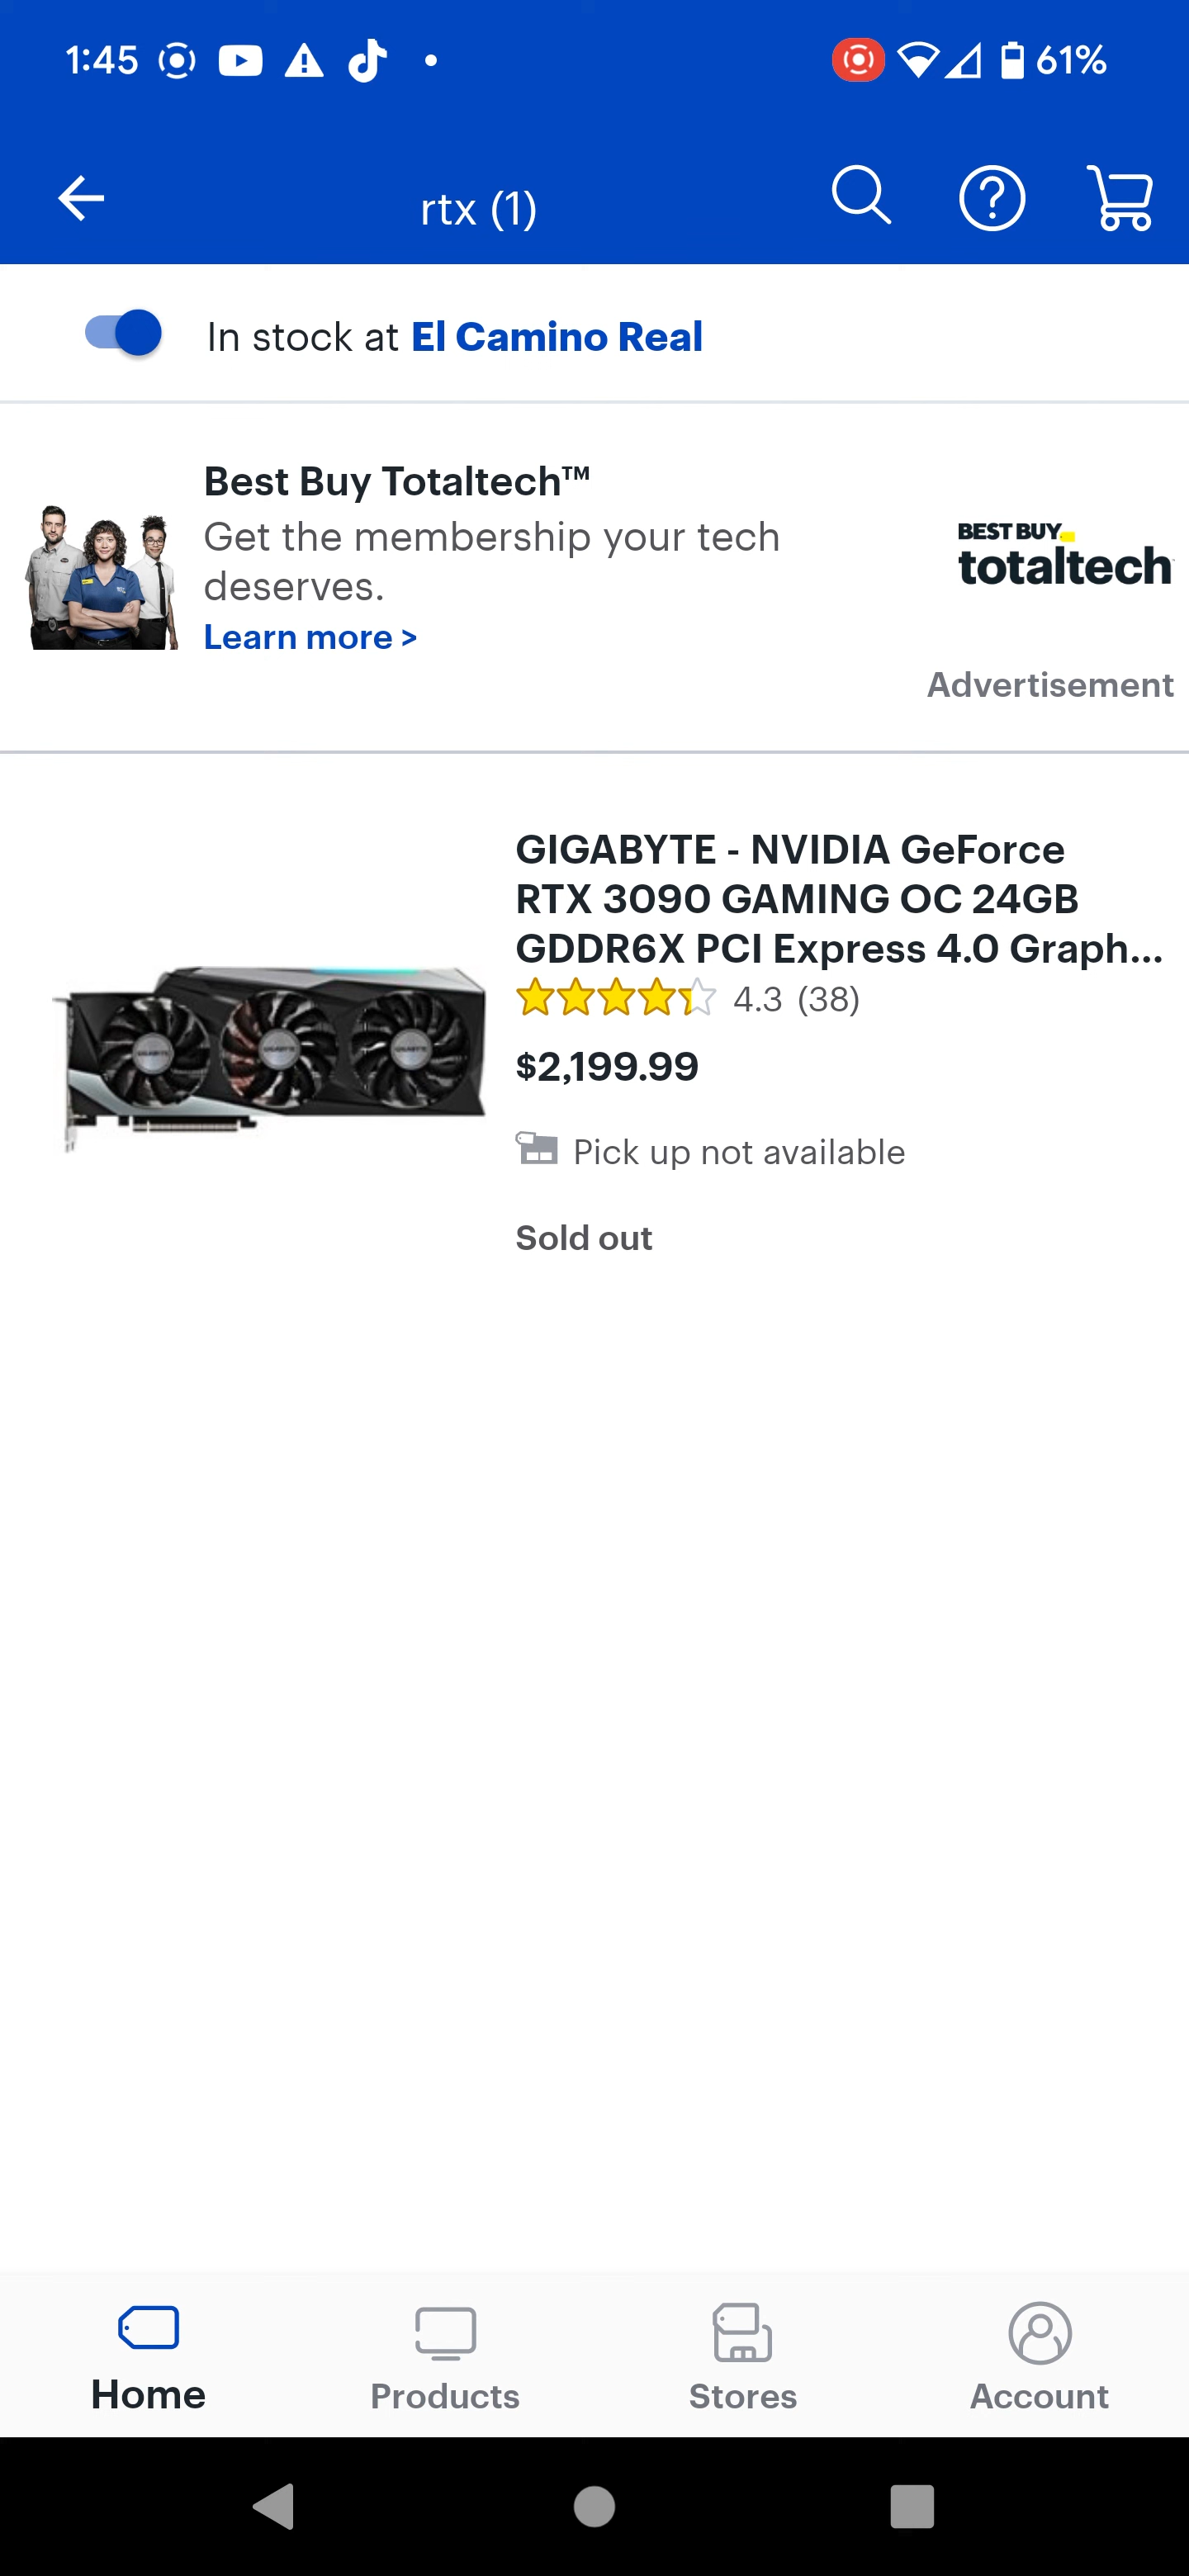 1:45
61%
rtx (1)
In stock at El Camino Real
Best Buy Totaltech™
Get the membership your tech
deserves.
Learn more >
BEST BUY
totaltech
Advertisement
GIGABYTE - NVIDIA GeForce
RTX 3090 GAMING OC 24GB
GDDR6X PCI Express 4.0 Graph...
4.3 (38)
$2,199.99
Pick up not available
Sold out
Home
Products
Stores
Account